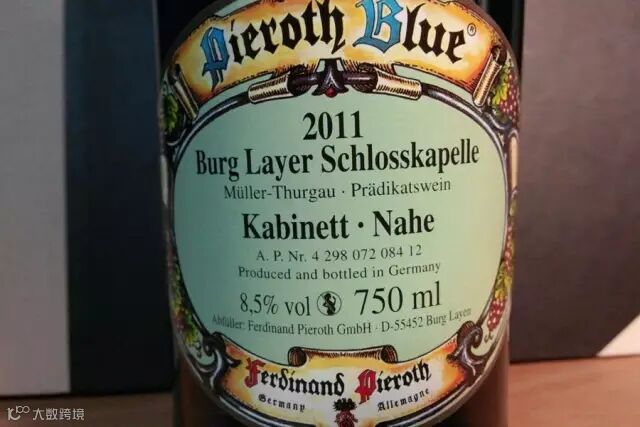 Pieroth Blue®
2011
Burg Layer Schlosskapelle
Müller-Thurgau · Prädikatswein
Kabinett · Nahe
A. P. Nr. 4 298 072 084 12
Produced and bottled in Germany
8,5% vol 750 ml
Abfüller: Ferdinand Pieroth GmbH · D-55452 Burg Layen
Ferdinand Pieroth
Germany Allemagne
大数跨境